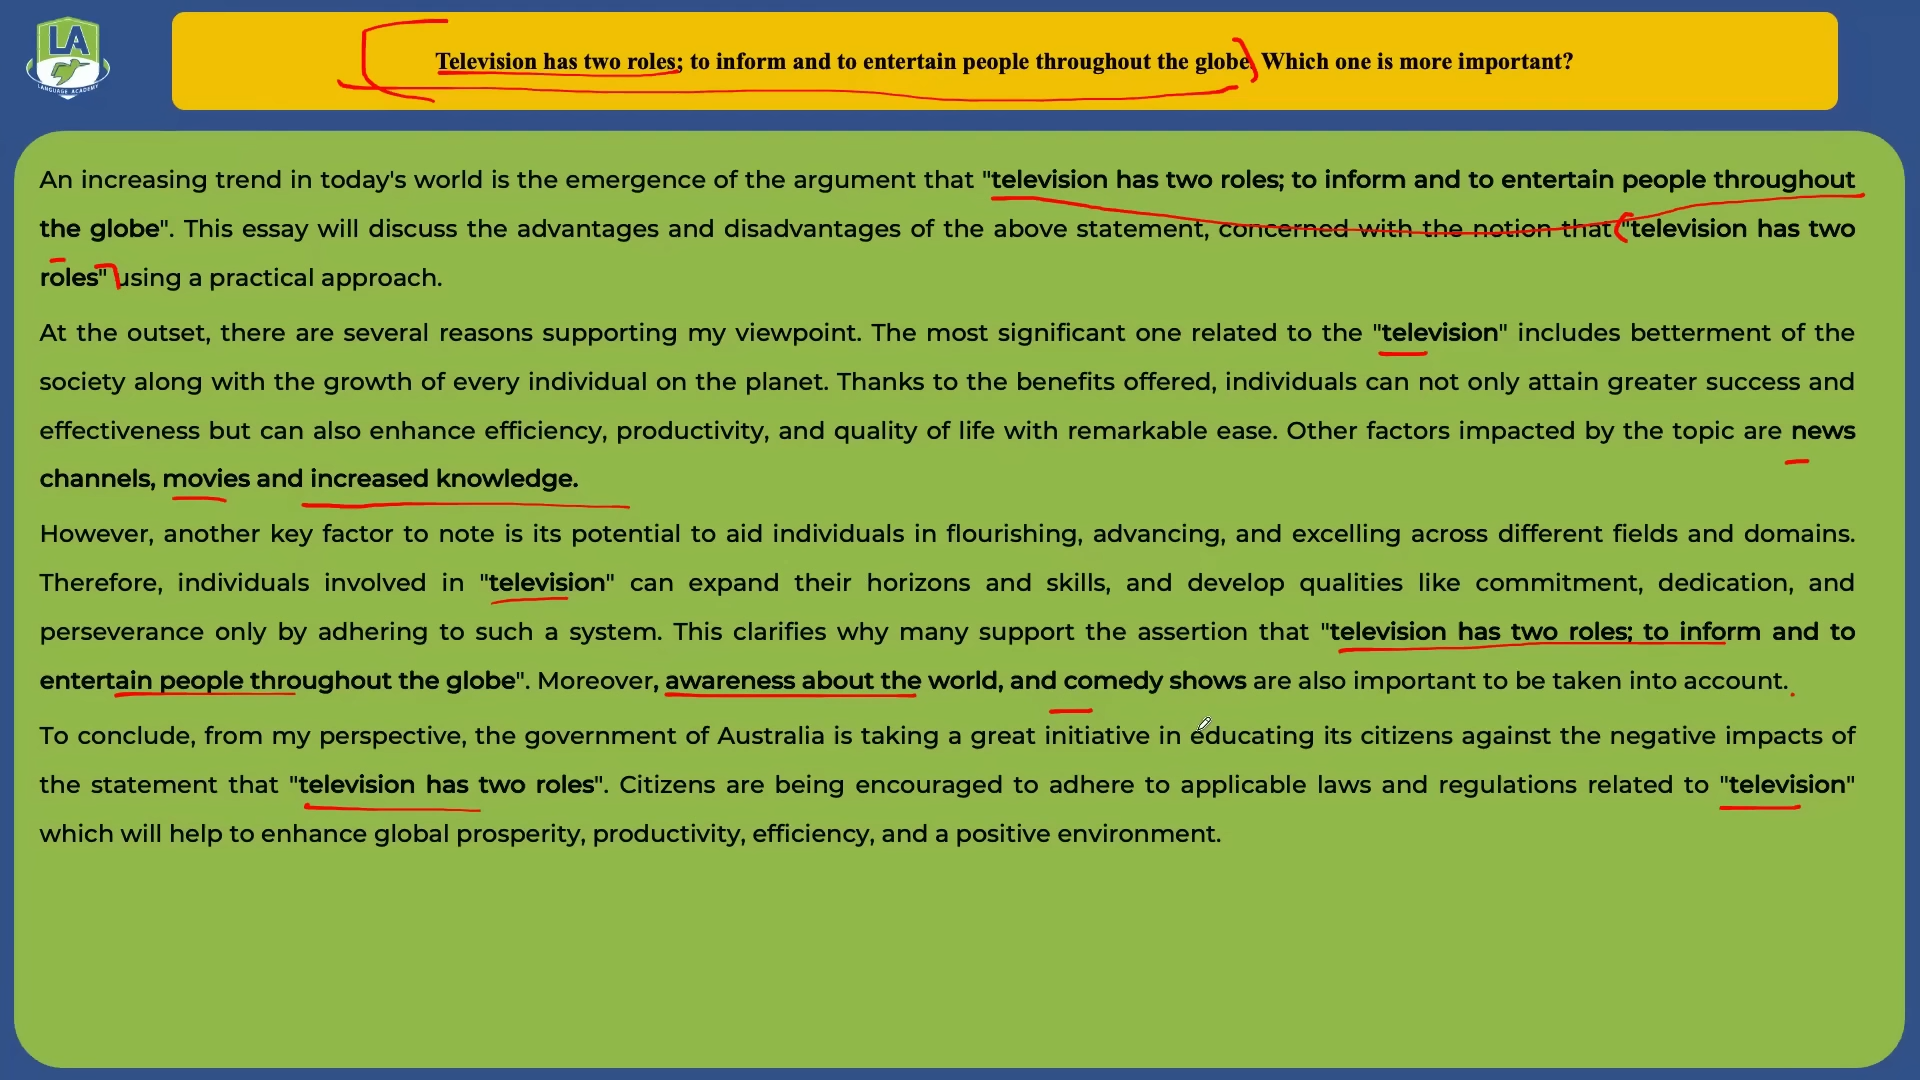 LA
LANGUAGE ACADEMY
Television has two roles; to inform and to entertain people throughout the globe. Which one is more important?
An increasing trend in today's world is the emergence of the argument that "television has two roles; to inform and to entertain people throughout
the globe". This essay will discuss the advantages and disadvantages of the above statement, concerned with the notion that "television has two
roles" using a practical approach.
At the outset, there are several reasons supporting my viewpoint. The most significant one related to the "television" includes betterment of the
society along with the growth of every individual on the planet. Thanks to the benefits offered, individuals can not only attain greater success and
effectiveness but can also enhance efficiency, productivity, and quality of life with remarkable ease. Other factors impacted by the topic are news
channels, movies and increased knowledge.
However, another key factor to note is its potential to aid individuals in flourishing, advancing, and excelling across different fields and domains.
Therefore, individuals involved in "television" can expand their horizons and skills, and develop qualities like commitment, dedication, and
perseverance only by adhering to such a system. This clarifies why many support the assertion that "television has two roles; to inform and to
entertain people throughout the globe". Moreover, awareness about the world, and comedy shows are also important to be taken into account.
To conclude, from my perspective, the government of Australia is taking a great initiative in educating its citizens against the negative impacts of
the statement that "television has two roles". Citizens are being encouraged to adhere to applicable laws and regulations related to "television"
which will help to enhance global prosperity, productivity, efficiency, and a positive environment.